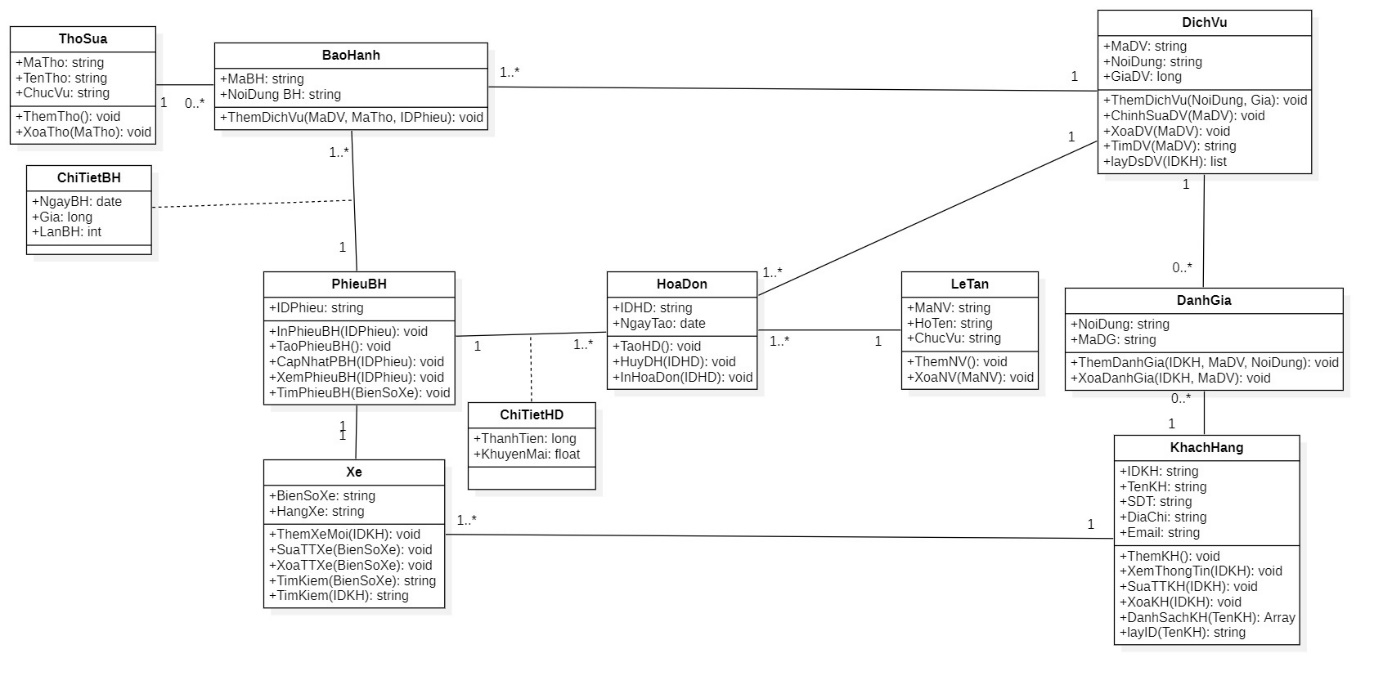 ThoSua
+MaTho: string
+TenTho: string
+ChucVu: string
+ThemTho(): void
+XoaTho(MaTho): void
1
0..*
BaoHanh
+MaBH: string
+NoiDung BH: string
+ThemDichVu(MaDV, MaTho, IDPhieu): void
1..*
1
DichVu
+MaDV: string
+NoiDung: string
+GiaDV: long
+ThemDichVu(NoiDung, Gia): void
+ChinhSuaDV(MaDV): void
+XoaDV(MaDV): void
+TimDV(MaDV): string
+layDsDV(IDKH): list
1..*
1
ChiTietBH
+NgayBH: date
+Gia: long
+LanBH: int
1
1
0..*
PhieuBH
+IDPhieu: string
+InPhieuBH(IDPhieu): void
+TaoPhieuBH(): void
+CapNhatPBH(IDPhieu): void
+XemPhieuBH(IDPhieu): void
+TimPhieuBH(BienSoXe): void
1
1..*
1..*
HoaDon
+IDHD: string
+NgayTao: date
+TaoHD(): void
+HuyDH(IDHD): void
+InHoaDon(IDHD): void
1..*
1
LeTan
+MaNV: string
+HoTen: string
+ChucVu: string
+ThemNV(): void
+XoaNV(MaNV): void
DanhGia
+NoiDung: string
+MaDG: string
+ThemDanhGia(IDKH, MaDV, NoiDung): void
+XoaDanhGia(IDKH, MaDV): void
0..*
1
ChiTietHD
+ThanhTien: long
+KhuyenMai: float
1
1
Xe
+BienSoXe: string
+HangXe: string
+ThemXeMoi(IDKH): void
+SuaTTXe(BienSoXe): void
+XoaTTXe(BienSoXe): void
+TimKiem(BienSoXe): string
+TimKiem(IDKH): string
1..*
1
KhachHang
+IDKH: string
+TenKH: string
+SDT: string
+DiaChi: string
+Email: string
+ThemKH(): void
+XemThongTin(IDKH): void
+SuaTTKH(IDKH): void
+XoaKH(IDKH): void
+DanhSachKH(TenKH): Array
+layID(TenKH): string